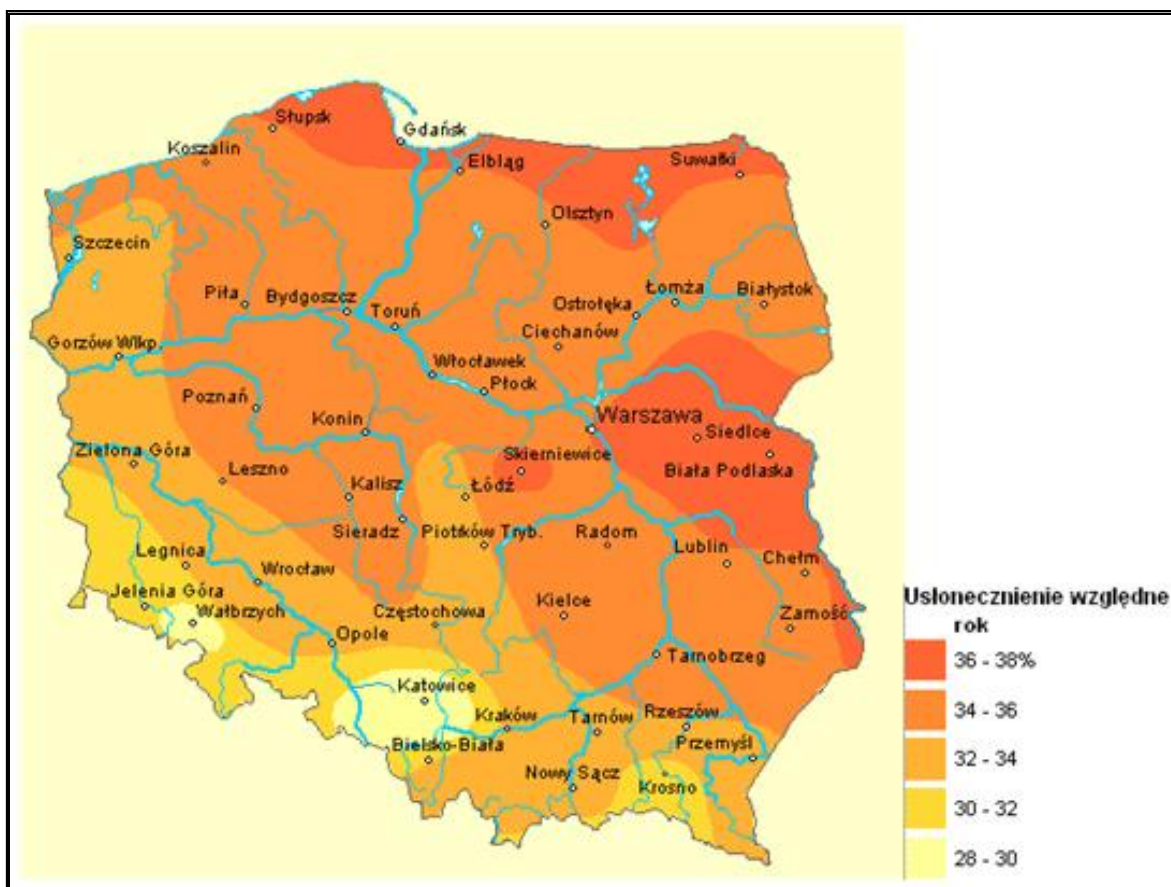 Słupsk
Gdańsk
Koszalin
Elbląg
Suwałki
Olsztyn
Szczecin
Piła
Bydgoszcz
Toruń
Ostrołęka
Łomża
Białystok
Ciechanów
Gorzów Wlkp.
Włocławek
Płock
Poznań
Konin
Warszawa
Siedlce
Zielona Góra
Leszno
Skierniewice
Biała Podlaska
Kalisz
Łódź
Sieradz
Piotrków Tryb.
Radom
Lublin
Chełm
Legnica
Wrocław
Jelenia Góra
Wałbrzych
Częstochowa
Kielce
Zamość
Opole
Tarnobrzeg
Katowice
Kraków
Tarnów
Rzeszów
Bielsko-Biała
Przemyśl
Nowy Sącz
Krosno
Usłonecznienie względne
rok
36 - 38%
34 - 36
32 - 34
30 - 32
28 - 30